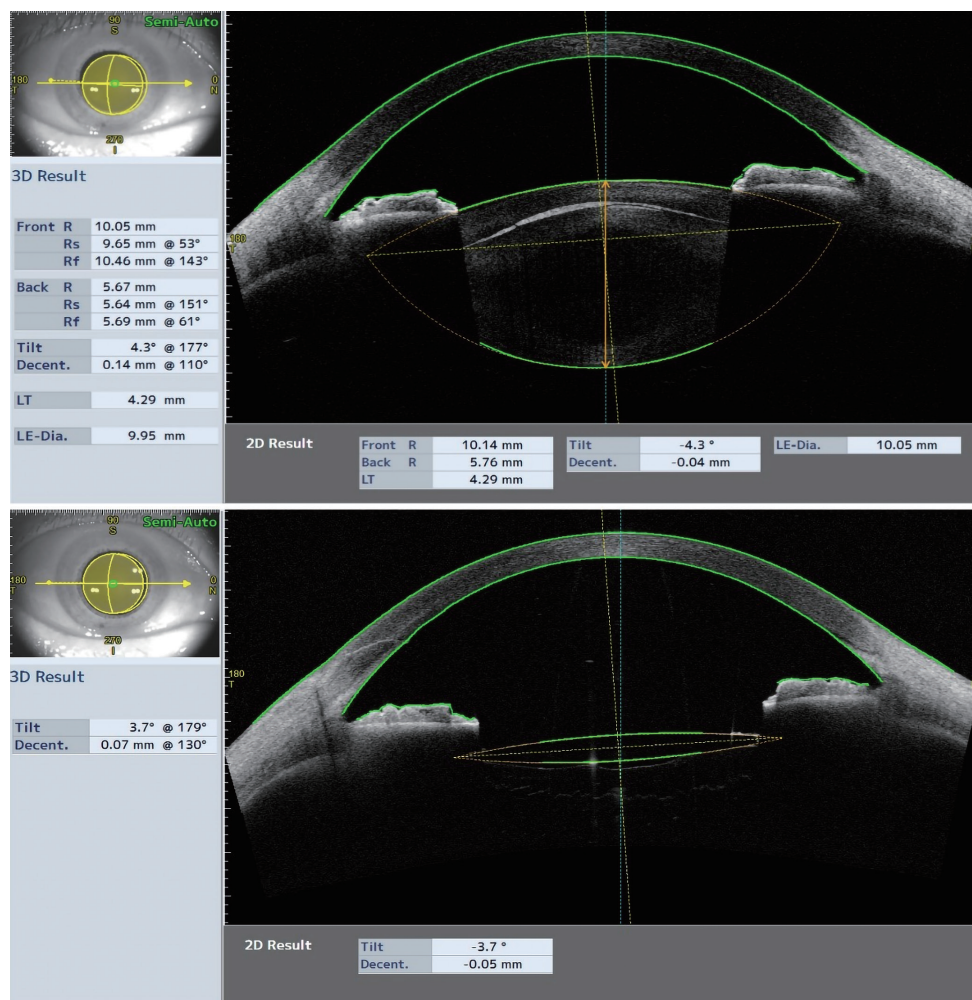 90
S
Semi-Auto
180
T
0
N
270
I
3D Result
Front R 10.05 mm
Rs 9.65 mm @ 53°
Rf 10.46 mm @ 143°
Back R 5.67 mm
Rs 5.64 mm @ 151°
Rf 5.69 mm @ 61°
Tilt 4.3° @ 177°
Decent. 0.14 mm @ 110°
LT 4.29 mm
LE-Dia. 9.95 mm
180
T
2D Result
Front R 10.14 mm Tilt -4.3 ° LE-Dia. 10.05 mm
Back R 5.76 mm Decent. -0.04 mm
LT 4.29 mm
90
S
Semi-Auto
180
T
0
N
270
I
3D Result
Tilt 3.7° @ 179°
Decent. 0.07 mm @ 130°
180
T
2D Result
Tilt -3.7 °
Decent. -0.05 mm